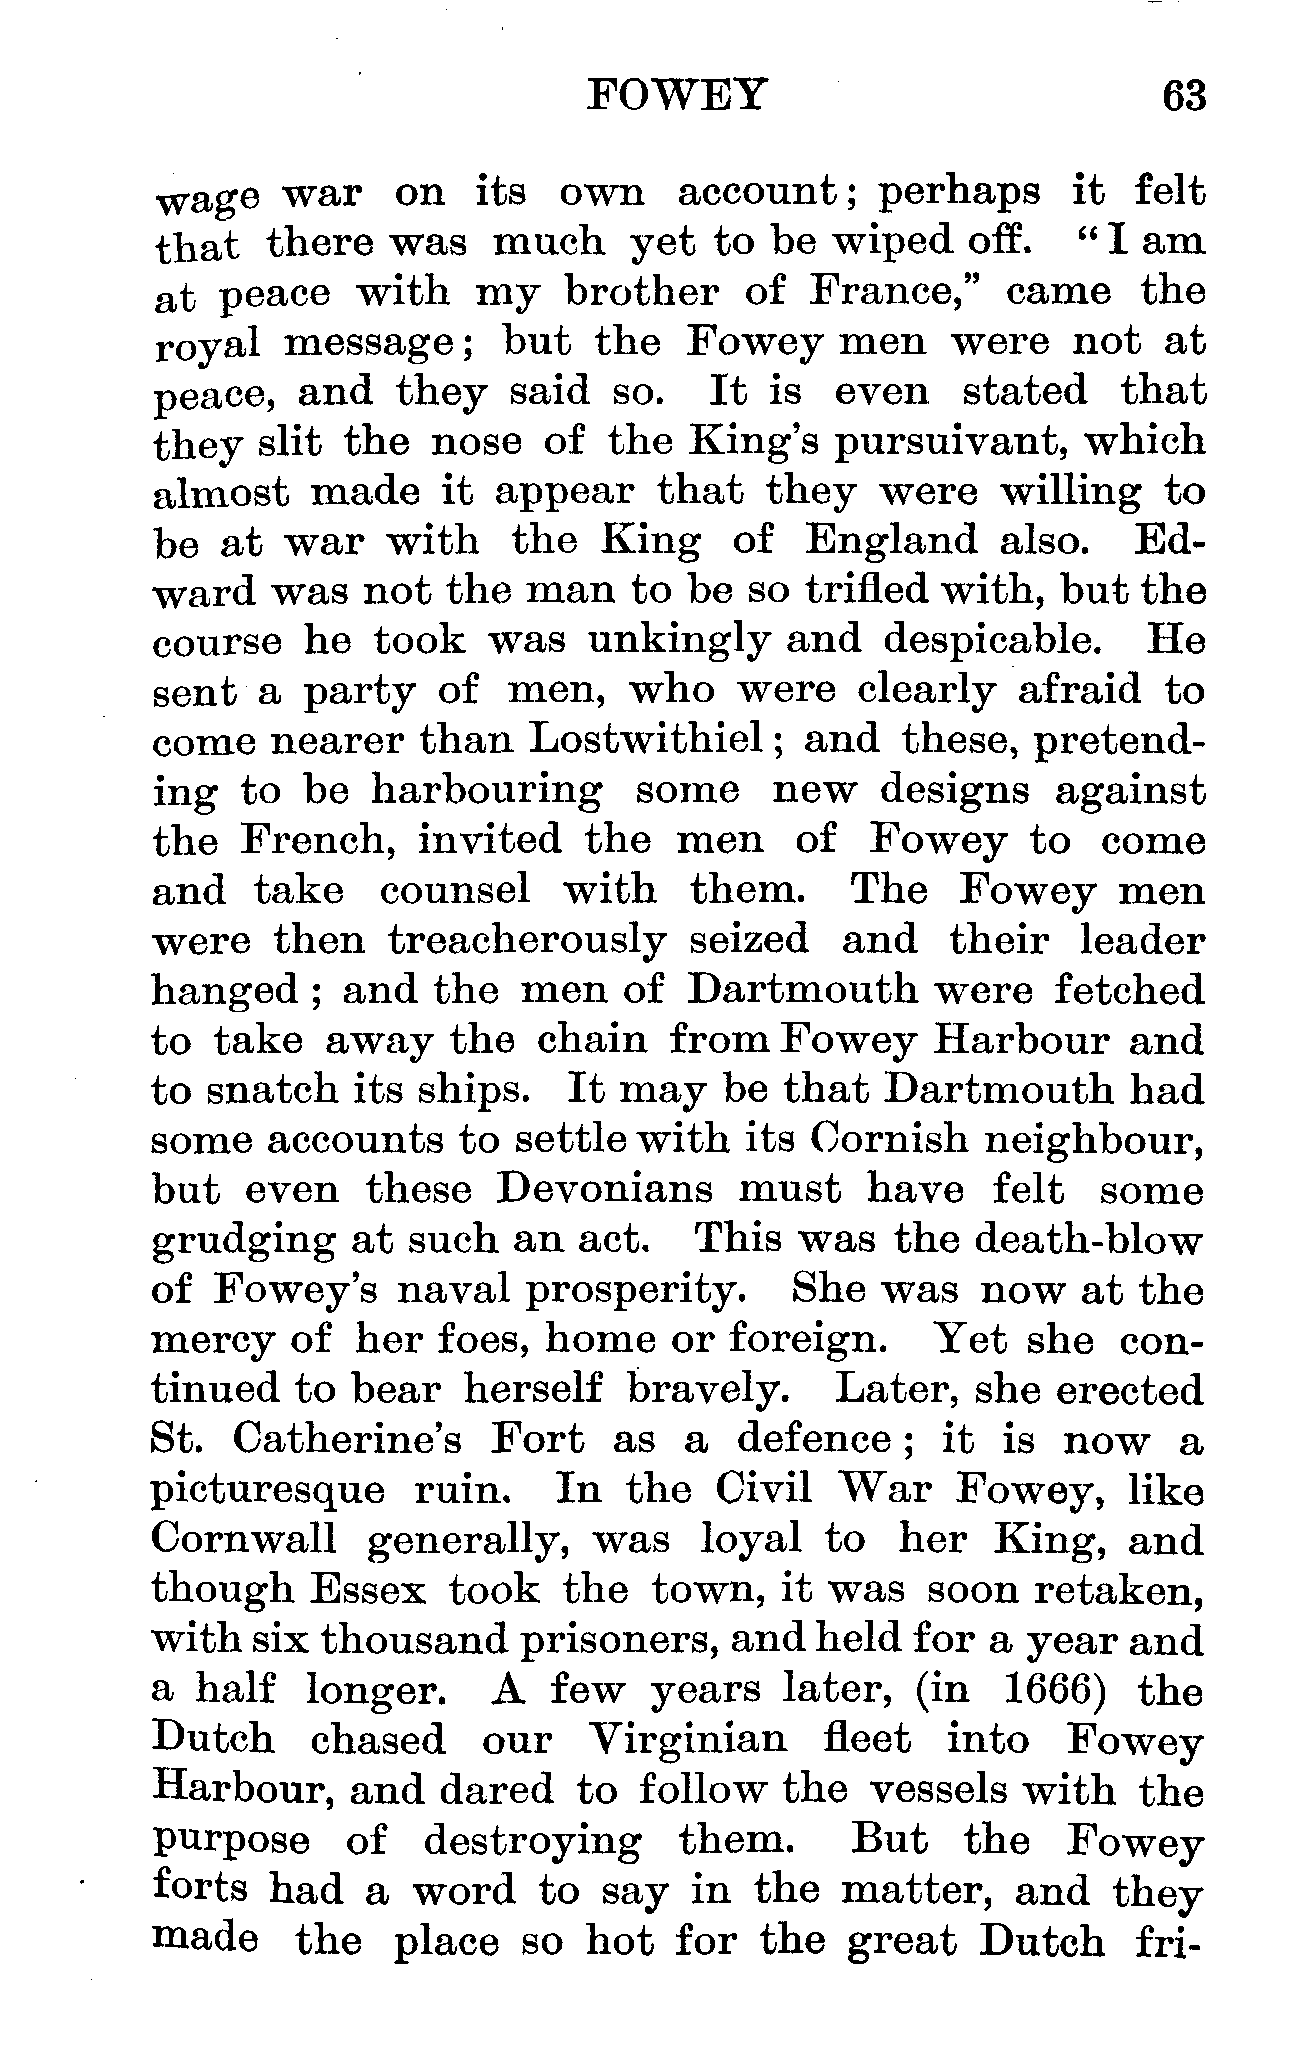 FOWEY 63
wage war on its own account; perhaps it felt
that there was much yet to be wiped off. "I am
at peace with my brother of France," came the
royal message; but the Fowey men were not at
peace, and they said so. It is even stated that
they slit the nose of the King's pursuivant, which
almost made it appear that they were willing to
be at war with the King of England also. Ed-
ward was not the man to be so trifled with, but the
course he took was unkingly and despicable. He
sent a party of men, who were clearly afraid to
come nearer than Lostwithiel; and these, pretend-
ing to be harbouring some new designs against
the French, invited the men of Fowey to come
and take counsel with them. The Fowey men
were then treacherously seized and their leader
hanged; and the men of Dartmouth were fetched
to take away the chain from Fowey Harbour and
to snatch its ships. It may be that Dartmouth had
some accounts to settle with its Cornish neighbour,
but even these Devonians must have felt some
grudging at such an act. This was the death-blow
of Fowey's naval prosperity. She was now at the
mercy of her foes, home or foreign. Yet she con-
tinued to bear herself bravely. Later, she erected
St. Catherine's Fort as a defence; it is now a
picturesque ruin. In the Civil War Fowey, like
Cornwall generally, was loyal to her King, and
though Essex took the town, it was soon retaken,
with six thousand prisoners, and held for a year and
a half longer. A few years later, (in 1666) the
Dutch chased our Virginian fleet into Fowey
Harbour, and dared to follow the vessels with the
purpose of destroying them. But the Fowey
forts had a word to say in the matter, and they
made the place so hot for the great Dutch fri-